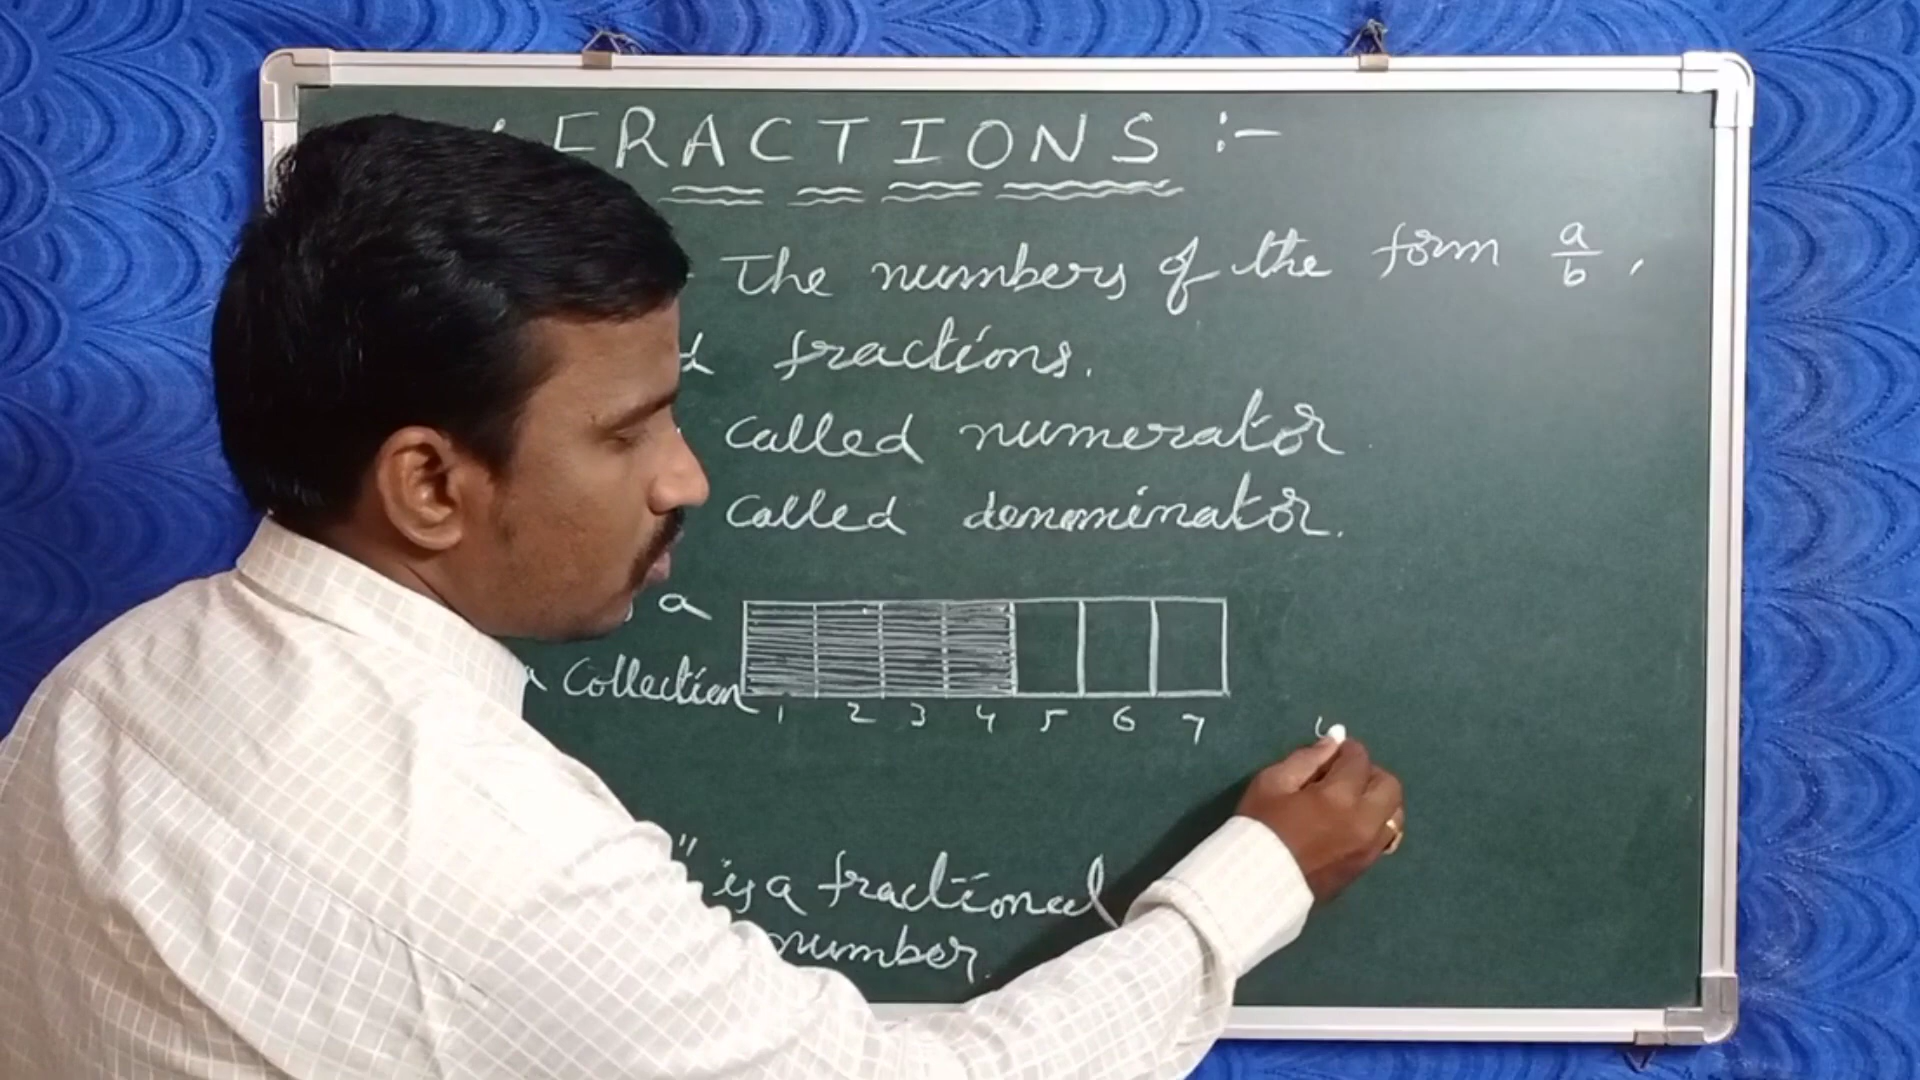 FRACTIONS :-
The numbers of the form a/b,
fractions.
called numerator
called denominator.
a
a collection
1 2 3 4 5 6 7
" is a fractional
number.